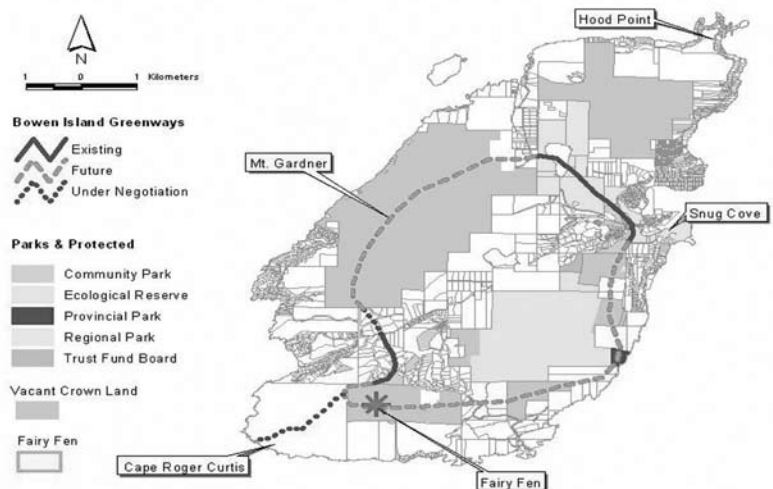 Hood Point
N
1 0 1 Kilometers
Bowen Island Greenways
Existing
Future
Under Negotiation
Mt. Gardner
Snug Cove
Parks & Protected
Community Park
Ecological Reserve
Provincial Park
Regional Park
Trust Fund Board
Vacant Crown Land
Fairy Fen
Cape Roger Curtis
Fairy Fen